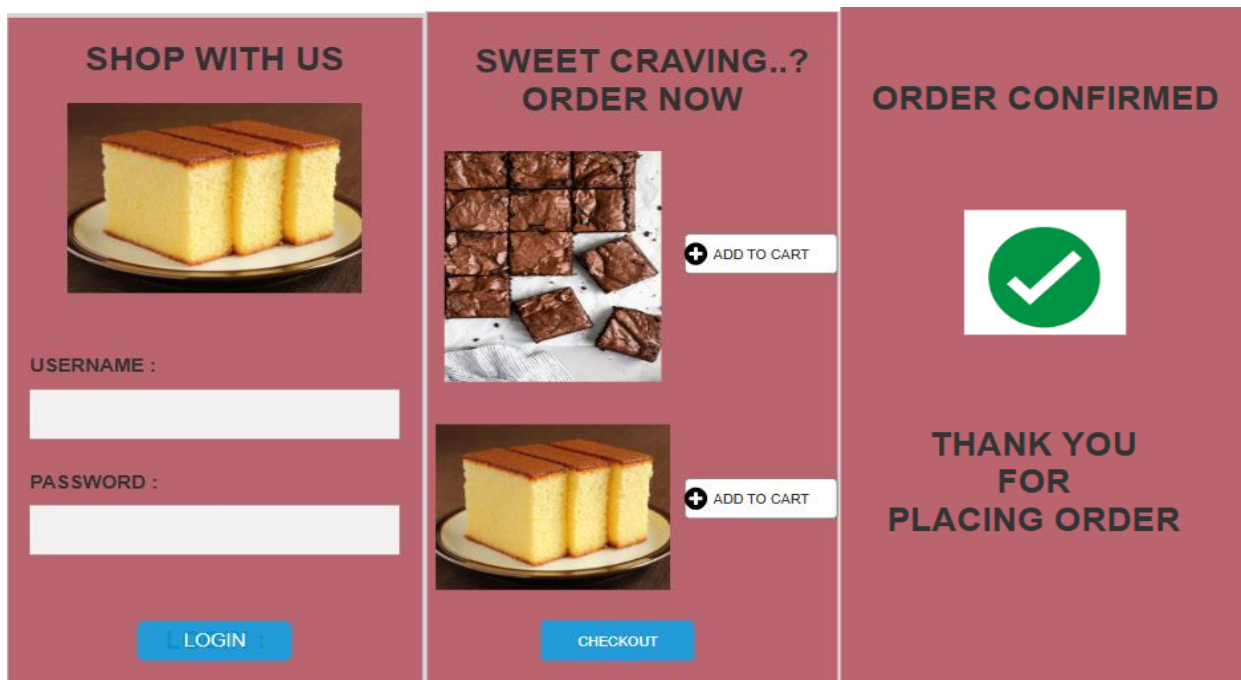 SHOP WITH US
USERNAME :
PASSWORD :
LOGIN
SWEET CRAVING..?
ORDER NOW
ADD TO CART
ADD TO CART
CHECKOUT
ORDER CONFIRMED
THANK YOU
FOR
PLACING ORDER